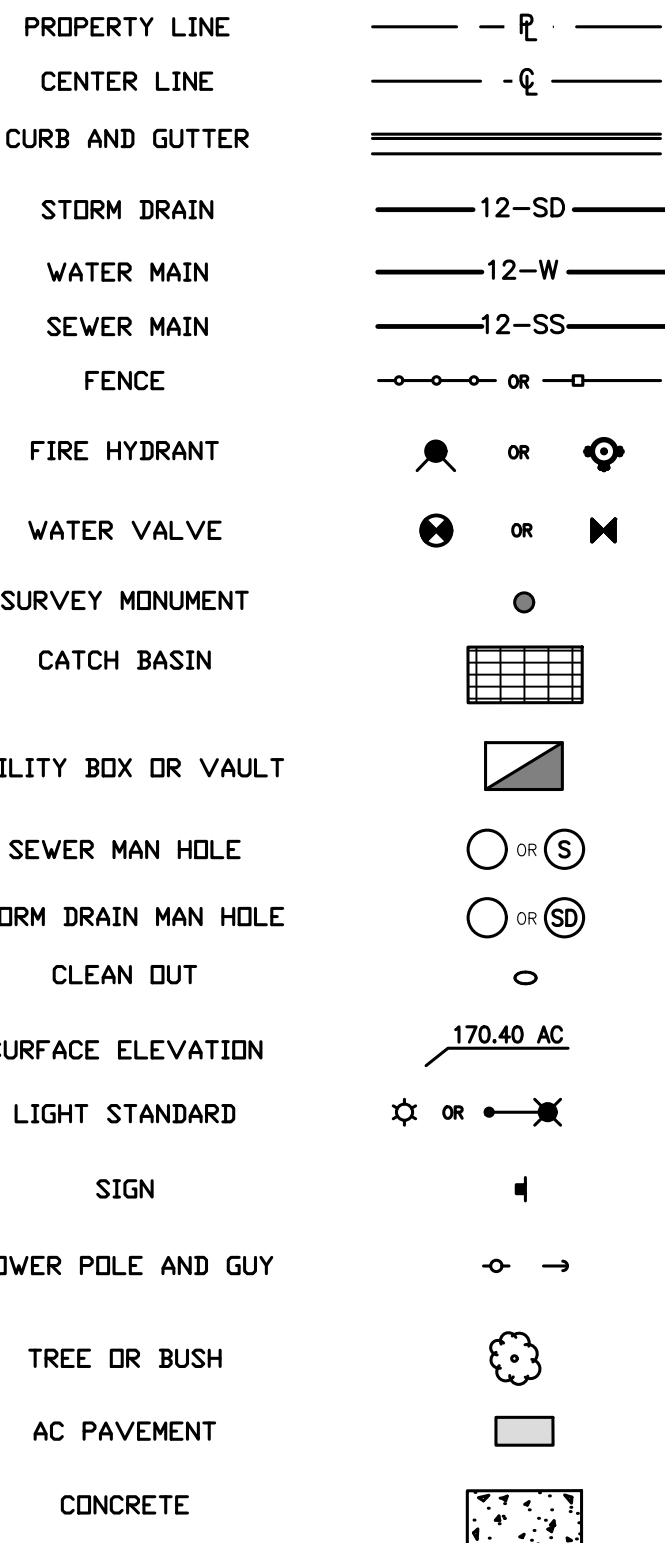 PROPERTY LINE PL
CENTER LINE CL
CURB AND GUTTER
STORM DRAIN 12-SD
WATER MAIN 12-W
SEWER MAIN 12-SS
FENCE OR
FIRE HYDRANT OR
WATER VALVE OR
SURVEY MONUMENT
CATCH BASIN
ILITY BOX OR VAULT
SEWER MAN HOLE OR S
ORM DRAIN MAN HOLE OR SD
CLEAN OUT
URFACE ELEVATION 170.40 AC
LIGHT STANDARD OR
SIGN
OWER POLE AND GUY
TREE OR BUSH
AC PAVEMENT
CONCRETE